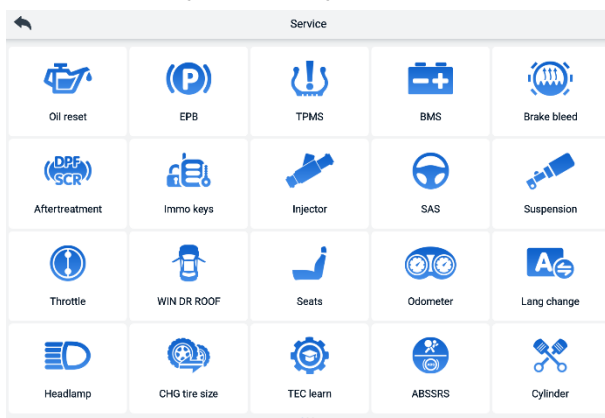 Service
Oil reset
EPB
TPMS
BMS
Brake bleed
Aftertreatment
Immo keys
Injector
SAS
Suspension
Throttle
WIN DR ROOF
Seats
Odometer
Lang change
Headlamp
CHG tire size
TEC learn
ABSSRS
Cylinder
P
DPF
SCR
A